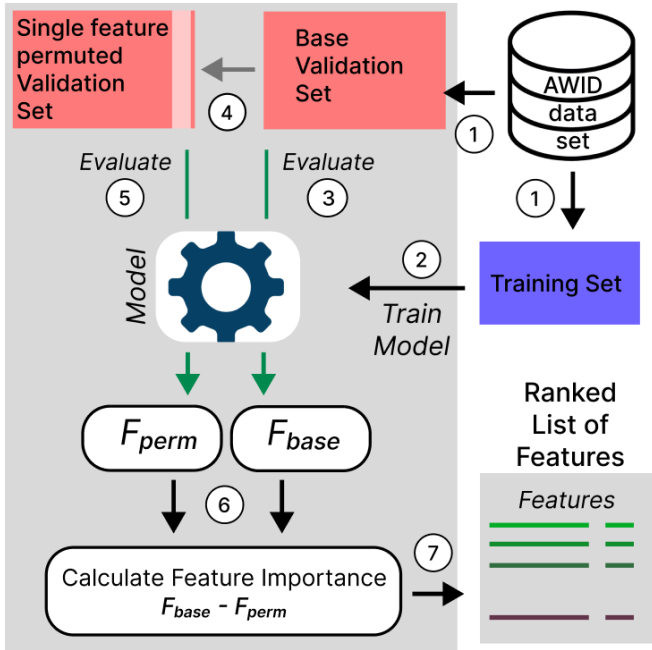 Single feature
permuted
Validation
Set
Base
Validation
Set
AWID
data
set
4
1
Evaluate
5
Evaluate
3
1
Model
2
Train
Model
Training Set
F_perm
F_base
Ranked
List of
Features
Features
6
Calculate Feature Importance
F_base - F_perm
7